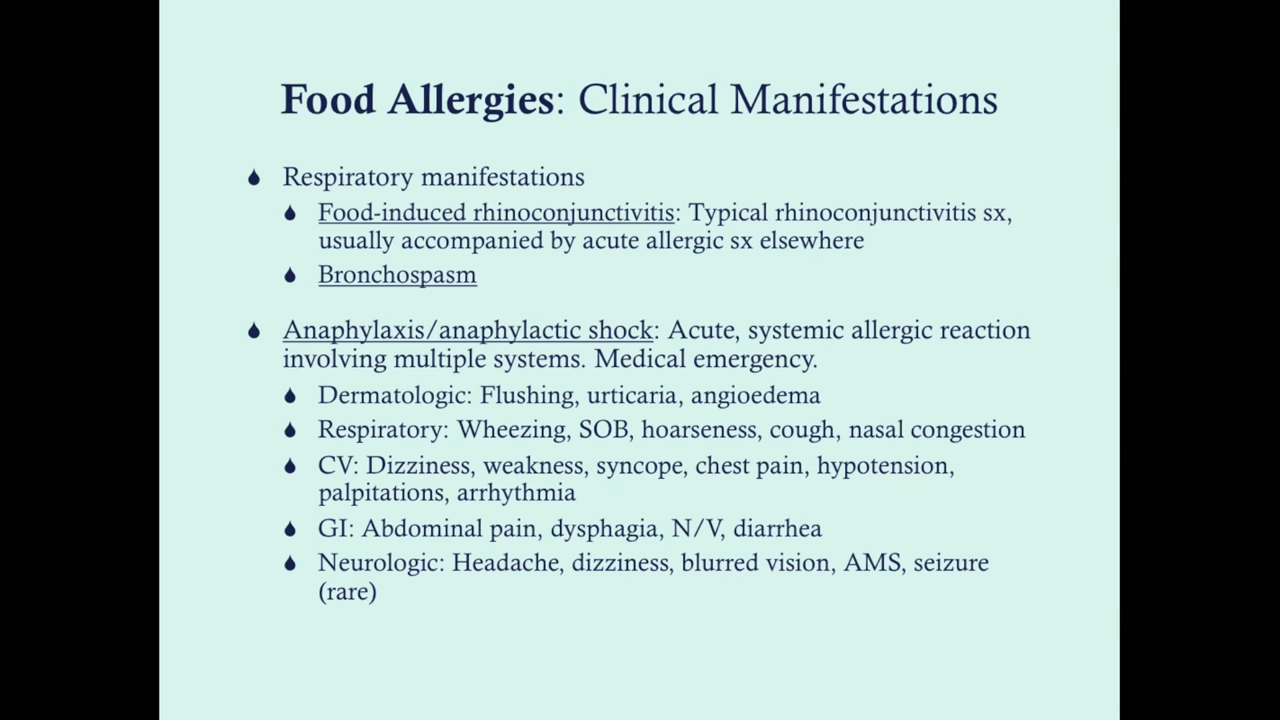 Food Allergies: Clinical Manifestations
Respiratory manifestations
Food-induced rhinoconjunctivitis: Typical rhinoconjunctivitis sx,
usually accompanied by acute allergic sx elsewhere
Bronchospasm
Anaphylaxis/anaphylactic shock: Acute, systemic allergic reaction
involving multiple systems. Medical emergency.
Dermatologic: Flushing, urticaria, angioedema
Respiratory: Wheezing, SOB, hoarseness, cough, nasal congestion
CV: Dizziness, weakness, syncope, chest pain, hypotension,
palpitations, arrhythmia
GI: Abdominal pain, dysphagia, N/V, diarrhea
Neurologic: Headache, dizziness, blurred vision, AMS, seizure
(rare)